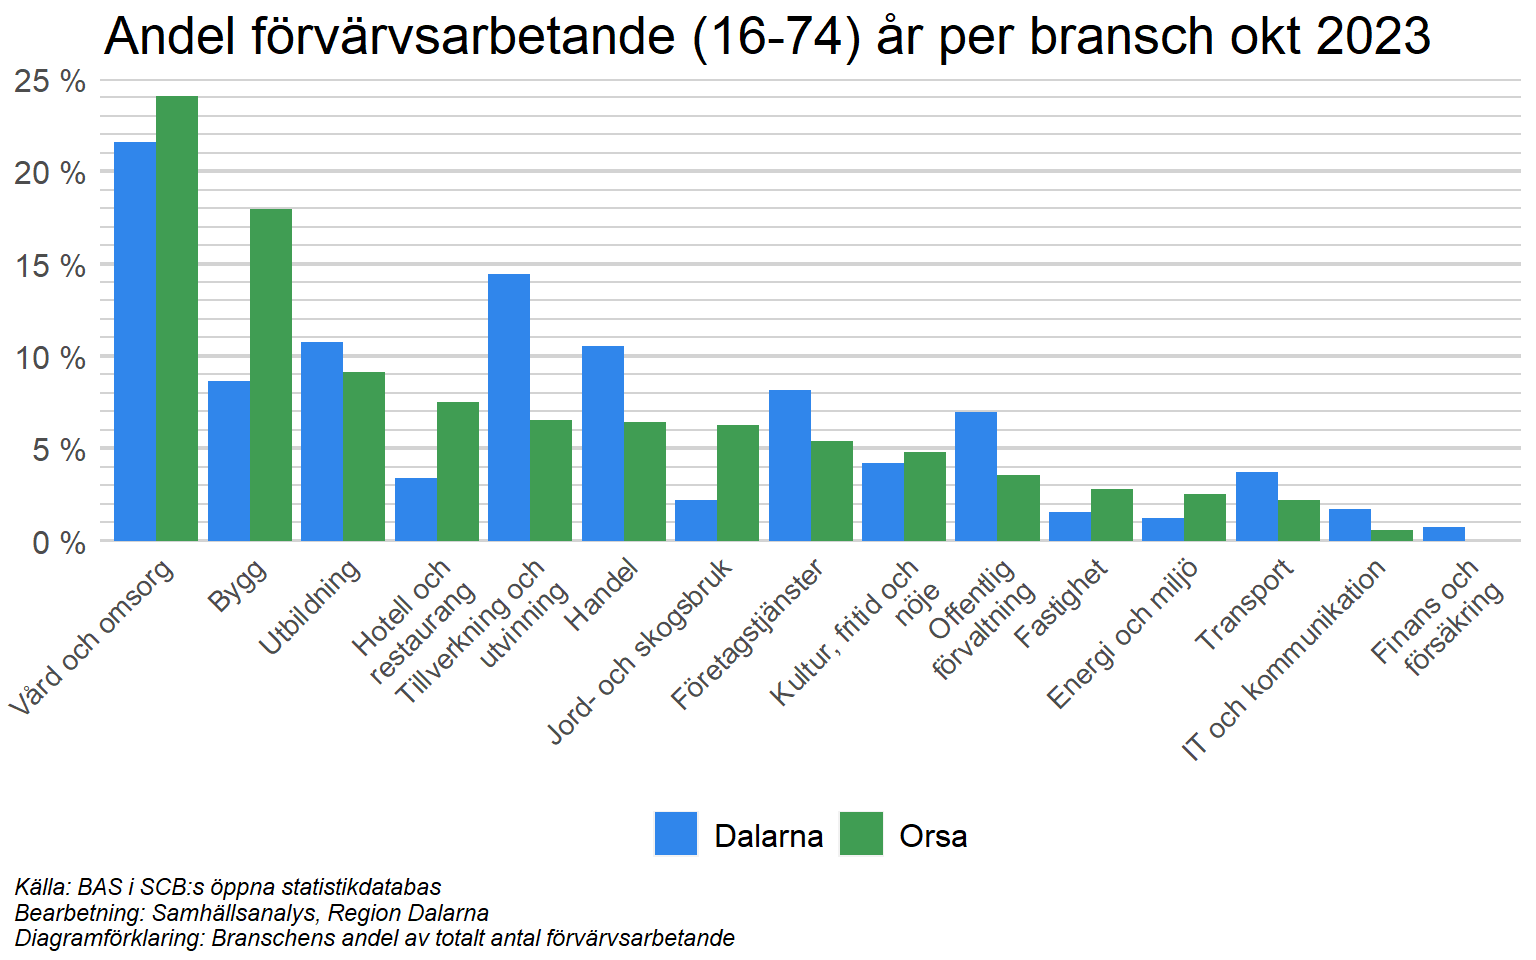 Andel förvärvsarbetande (16-74) år per bransch okt 2023
25 %
20 %
15 %
10 %
5 %
0 %
Vård och omsorg
Bygg
Utbildning
Hotell och
restaurang
Tillverkning och
utvinning
Handel
Jord- och skogsbruk
Företagstjänster
Kultur, fritid och
nöje
Offentlig
förvaltning
Fastighet
Energi och miljö
Transport
IT och kommunikation
Finans och
försäkring
Dalarna
Orsa
Källa: BAS i SCB:s öppna statistikdatabas
Bearbetning: Samhällsanalys, Region Dalarna
Diagramförklaring: Branschens andel av totalt antal förvärvsarbetande